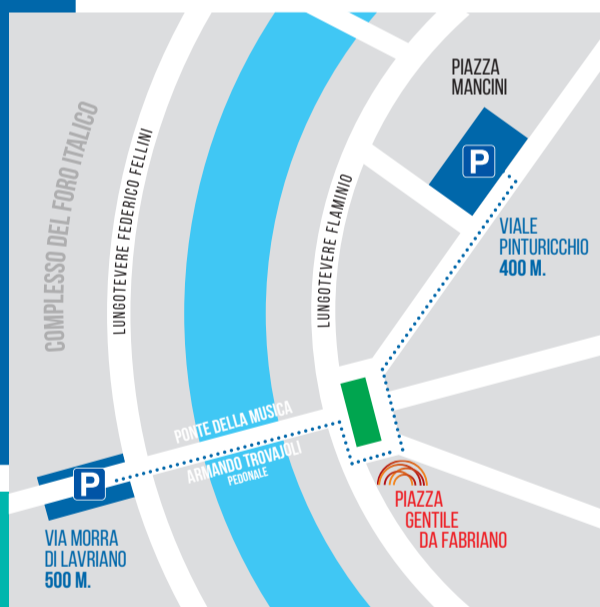 PIAZZA
MANCINI
P
COMPLESSO DEL FORO ITALICO
LUNGOTEVERE FEDERICO FELLINI
LUNGOTEVERE FLAMINIO
VIALE
PINTURICCHIO
400 M.
PONTE DELLA MUSICA
ARMANDO TROVAJOLI
PEDONALE
P
PIAZZA
GENTILE
DA FABRIANO
VIA MORRA
DI LAVRIANO
500 M.